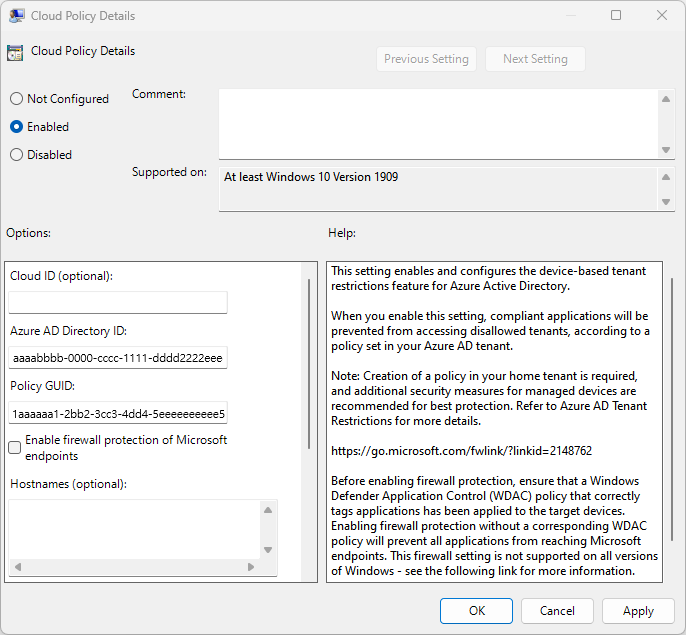 Cloud Policy Details
Cloud Policy Details
Previous Setting
Next Setting
Not Configured
Enabled
Disabled
Comment:
Supported on:
At least Windows 10 Version 1909
Options:
Help:
Cloud ID (optional):
Azure AD Directory ID:
aaaabbbb-0000-cccc-1111-dddd2222eee
Policy GUID:
1aaaaaa1-2bb2-3cc3-4dd4-5eeeeeeeeee5
Enable firewall protection of Microsoft
endpoints
Hostnames (optional):
This setting enables and configures the device-based tenant
restrictions feature for Azure Active Directory.
When you enable this setting, compliant applications will be
prevented from accessing disallowed tenants, according to a
policy set in your Azure AD tenant.
Note: Creation of a policy in your home tenant is required,
and additional security measures for managed devices are
recommended for best protection. Refer to Azure AD Tenant
Restrictions for more details.
https://go.microsoft.com/fwlink/?linkid=2148762
Before enabling firewall protection, ensure that a Windows
Defender Application Control (WDAC) policy that correctly
tags applications has been applied to the target devices.
Enabling firewall protection without a corresponding WDAC
policy will prevent all applications from reaching Microsoft
endpoints. This firewall setting is not supported on all versions
of Windows - see the following link for more information.
OK
Cancel
Apply